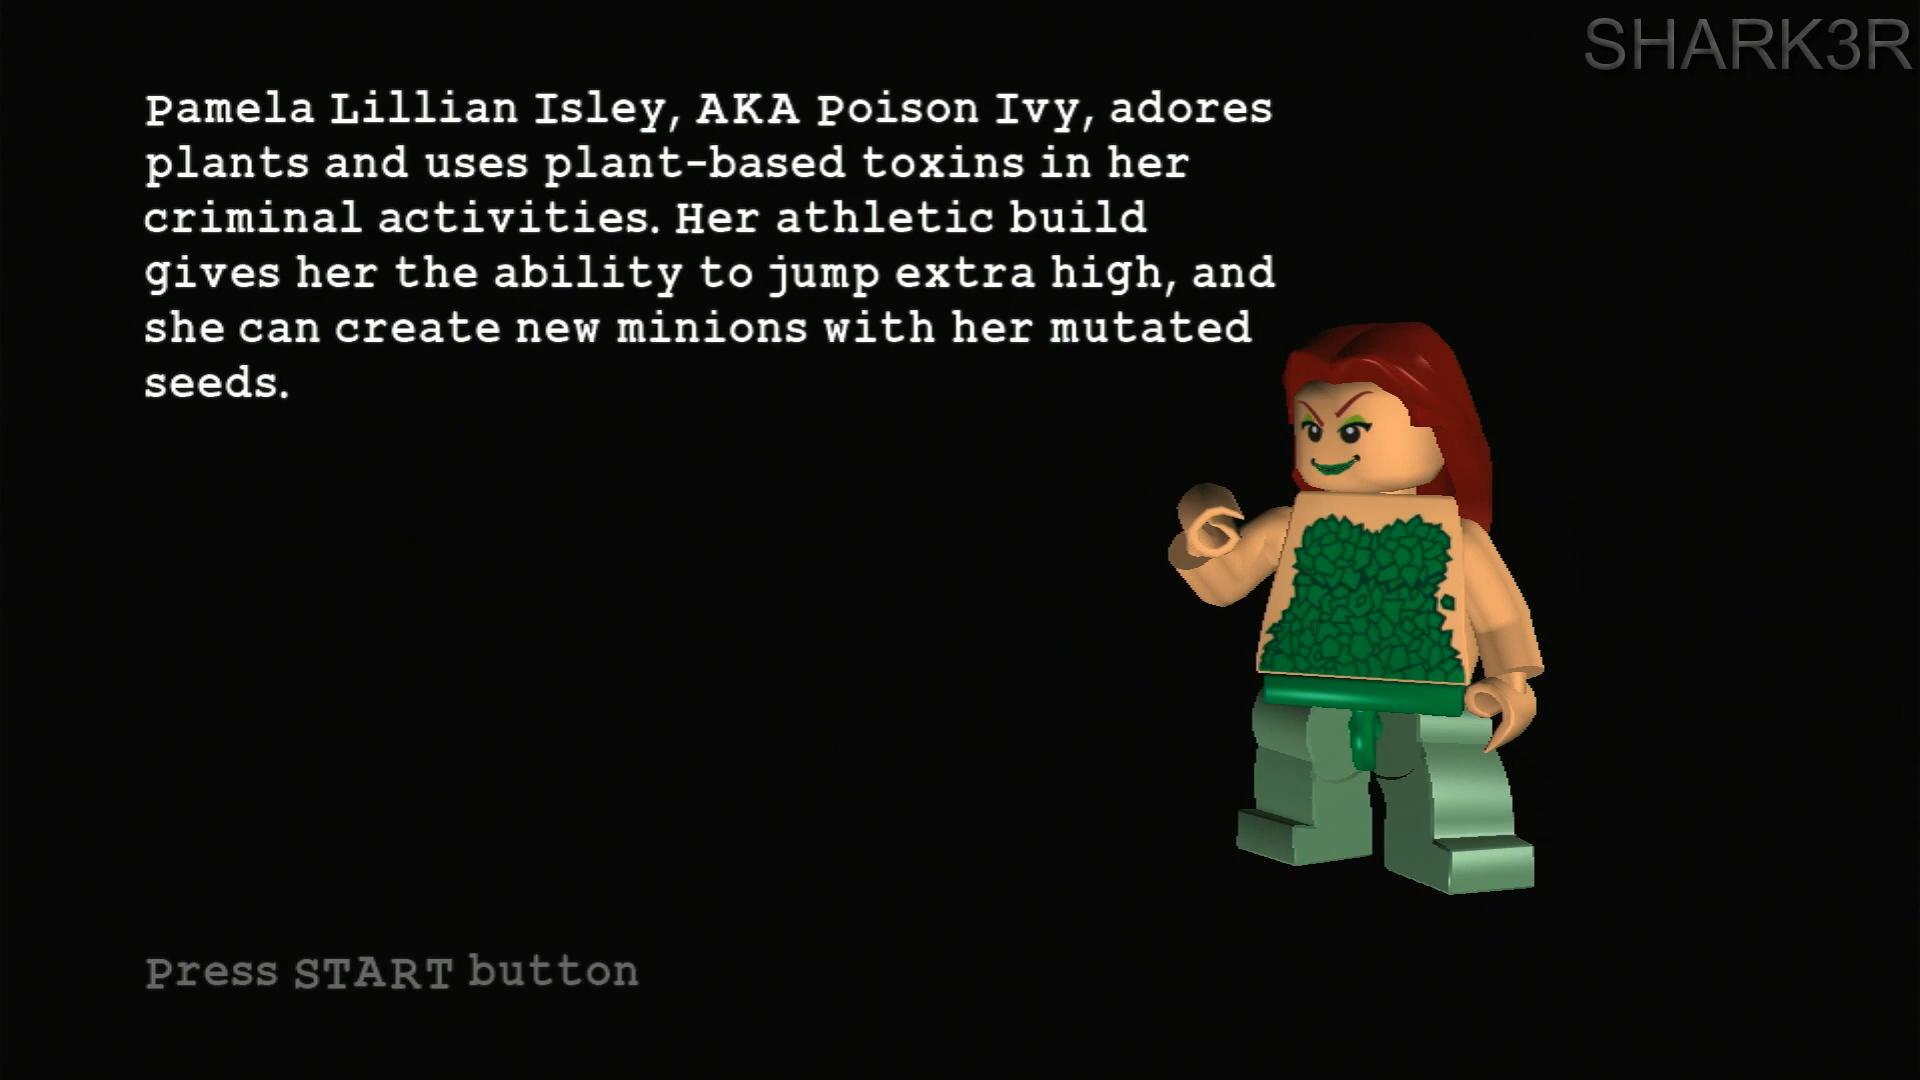 SHARK3R
Pamela Lillian Isley, AKA Poison Ivy, adores
plants and uses plant-based toxins in her
criminal activities. Her athletic build
gives her the ability to jump extra high, and
she can create new minions with her mutated
seeds.
Press START button